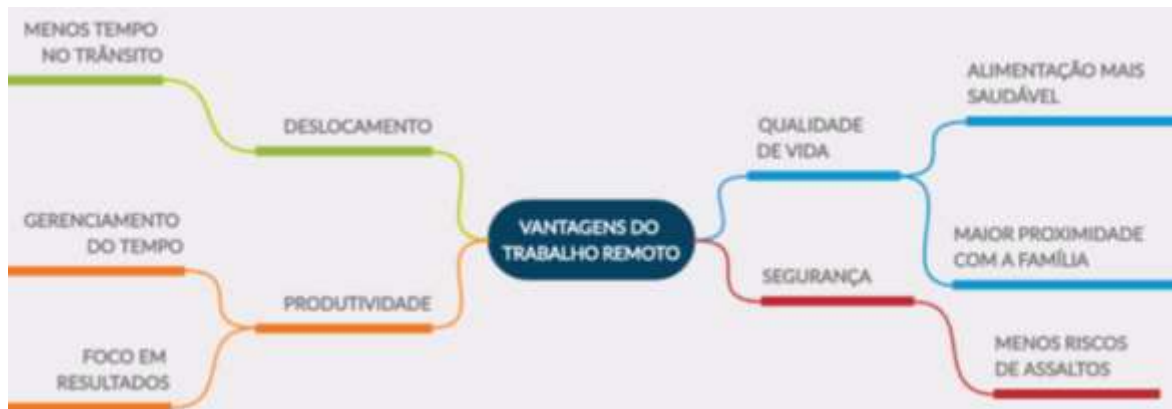 MENOS TEMPO
NO TRÂNSITO
DESLOCAMENTO
GERENCIAMENTO
DO TEMPO
PRODUTIVIDADE
FOCO EM
RESULTADOS
VANTAGENS DO
TRABALHO REMOTO
QUALIDADE
DE VIDA
ALIMENTAÇÃO MAIS
SAUDÁVEL
MAIOR PROXIMIDADE
COM A FAMÍLIA
SEGURANÇA
MENOS RISCOS
DE ASSALTOS